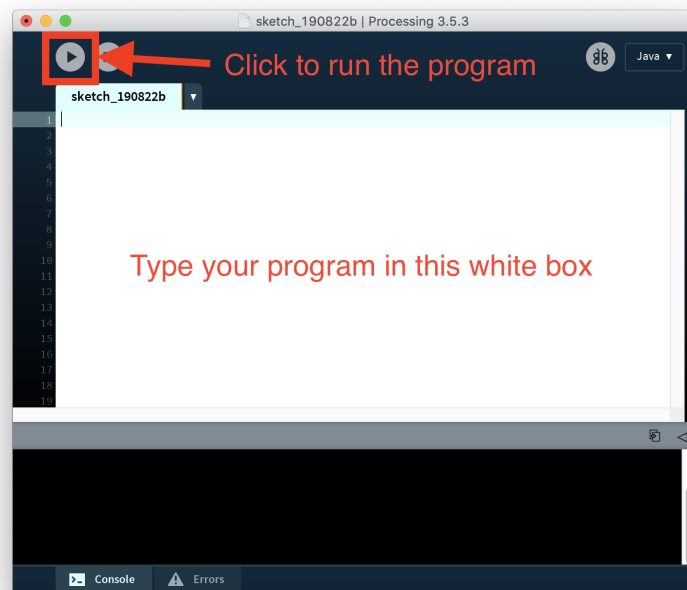 sketch_190822b | Processing 3.5.3
Click to run the program
Java ▼
sketch_190822b ▼
1
2
3
4
5
6
7
8
9
10
11
12
13
14
15
16
17
18
19
Type your program in this white box
Console
Errors